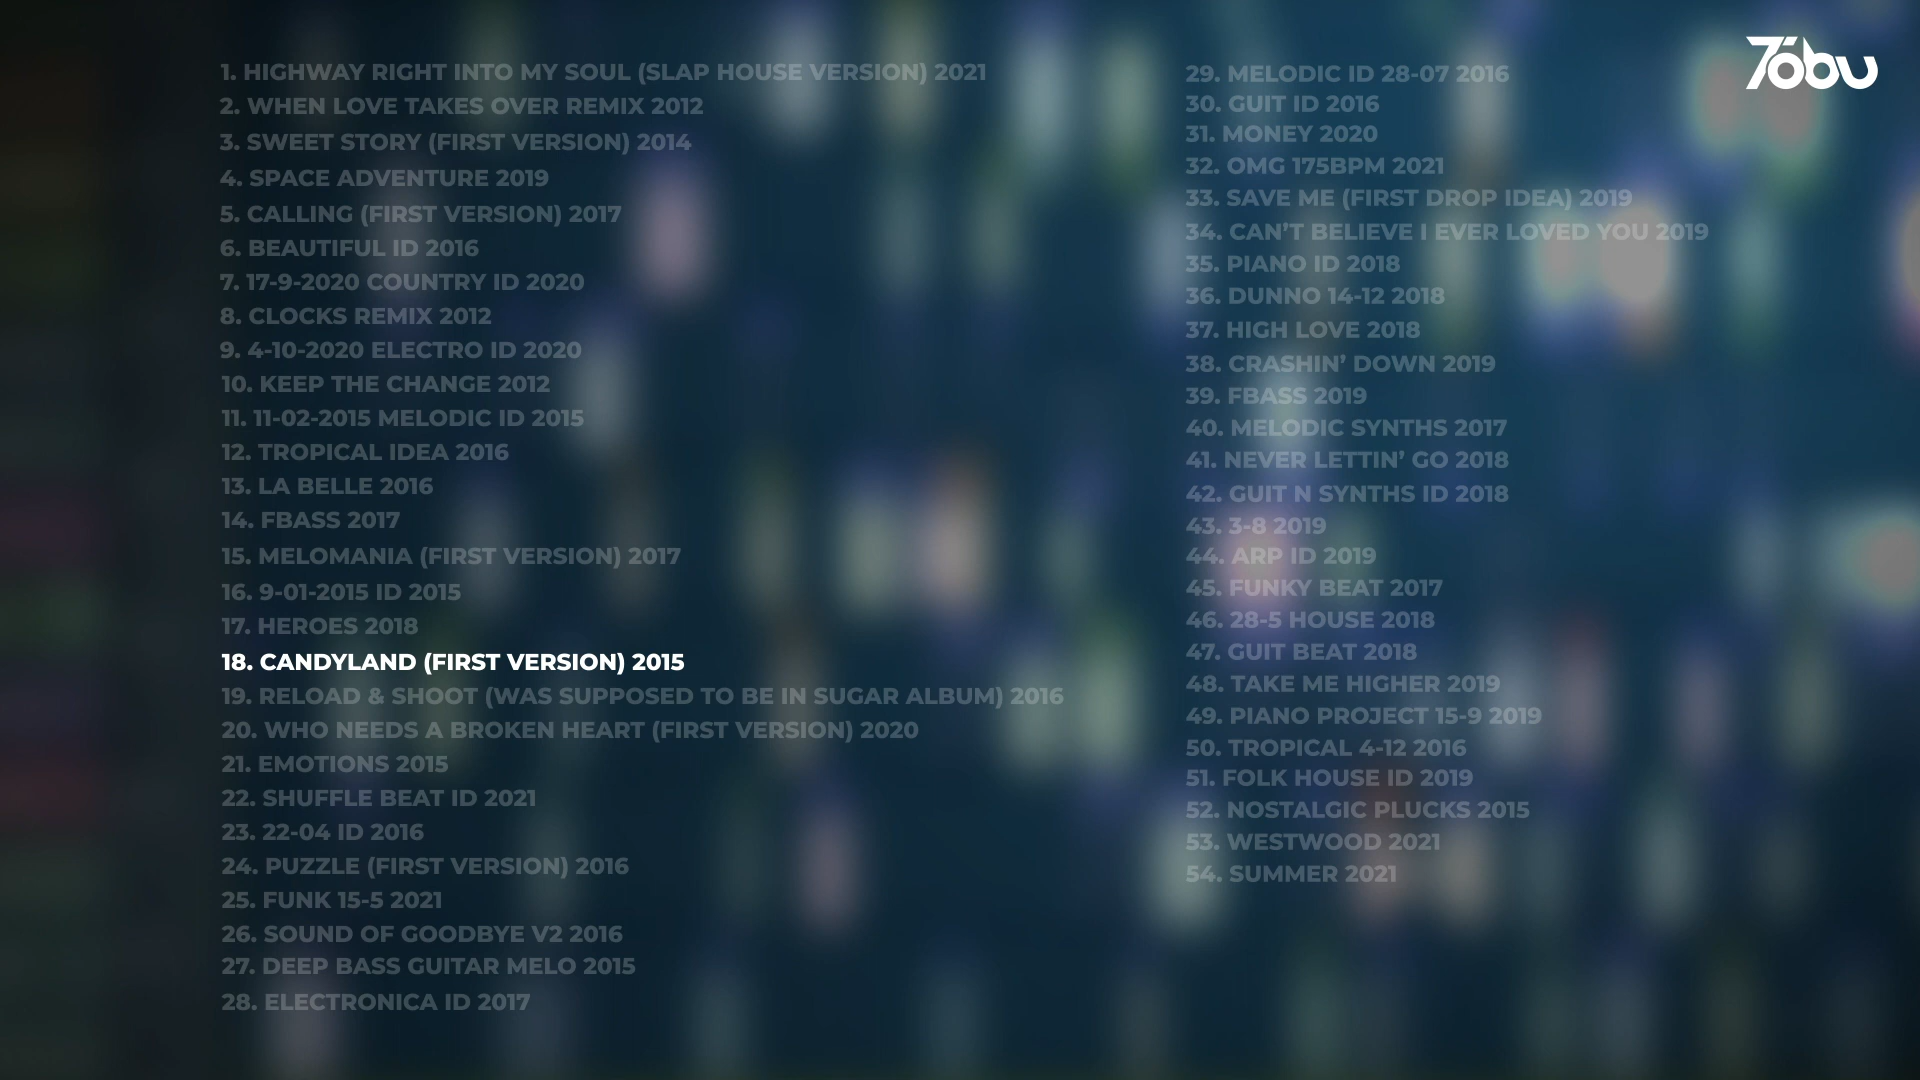 1. HIGHWAY RIGHT INTO MY SOUL (SLAP HOUSE VERSION) 2021
2. WHEN LOVE TAKES OVER REMIX 2012
3. SWEET STORY (FIRST VERSION) 2014
4. SPACE ADVENTURE 2019
5. CALLING (FIRST VERSION) 2017
6. BEAUTIFUL ID 2016
7. 17-9-2020 COUNTRY ID 2020
8. CLOCKS REMIX 2012
9. 4-10-2020 ELECTRO ID 2020
10. KEEP THE CHANGE 2012
11. 11-02-2015 MELODIC ID 2015
12. TROPICAL IDEA 2016
13. LA BELLE 2016
14. FBASS 2017
15. MELOMANIA (FIRST VERSION) 2017
16. 9-01-2015 ID 2015
17. HEROES 2018
18. CANDYLAND (FIRST VERSION) 2015
19. RELOAD & SHOOT (WAS SUPPOSED TO BE IN SUGAR ALBUM) 2016
20. WHO NEEDS A BROKEN HEART (FIRST VERSION) 2020
21. EMOTIONS 2015
22. SHUFFLE BEAT ID 2021
23. 22-04 ID 2016
24. PUZZLE (FIRST VERSION) 2016
25. FUNK 15-5 2021
26. SOUND OF GOODBYE V2 2016
27. DEEP BASS GUITAR MELO 2015
28. ELECTRONICA ID 2017
29. MELODIC ID 28-07 2016
30. GUIT ID 2016
31. MONEY 2020
32. OMG 175BPM 2021
33. SAVE ME (FIRST DROP IDEA) 2019
34. CAN'T BELIEVE I EVER LOVED YOU 2019
35. PIANO ID 2018
36. DUNNO 14-12 2018
37. HIGH LOVE 2018
38. CRASHIN' DOWN 2019
39. FBASS 2019
40. MELODIC SYNTHS 2017
41. NEVER LETTIN' GO 2018
42. GUIT N SYNTHS ID 2018
43. 3-8 2019
44. ARP ID 2019
45. FUNKY BEAT 2017
46. 28-5 HOUSE 2018
47. GUIT BEAT 2018
48. TAKE ME HIGHER 2019
49. PIANO PROJECT 15-9 2019
50. TROPICAL 4-12 2016
51. FOLK HOUSE ID 2019
52. NOSTALGIC PLUCKS 2015
53. WESTWOOD 2021
54. SUMMER 2021
Tobu